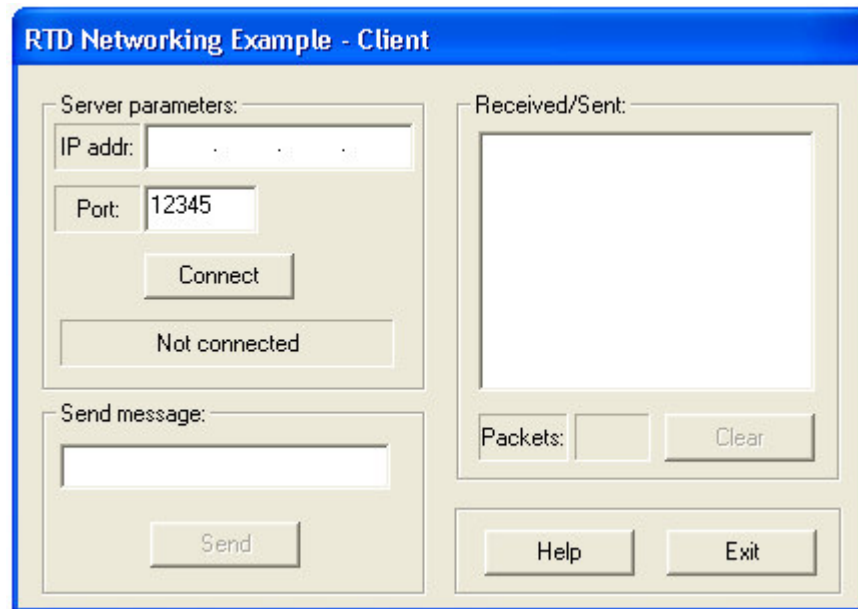 RTD Networking Example - Client
Server parameters:
IP addr: . . .
Port: 12345
Connect
Not connected
Send message:
Send
Received/Sent:
Packets:
Clear
Help
Exit